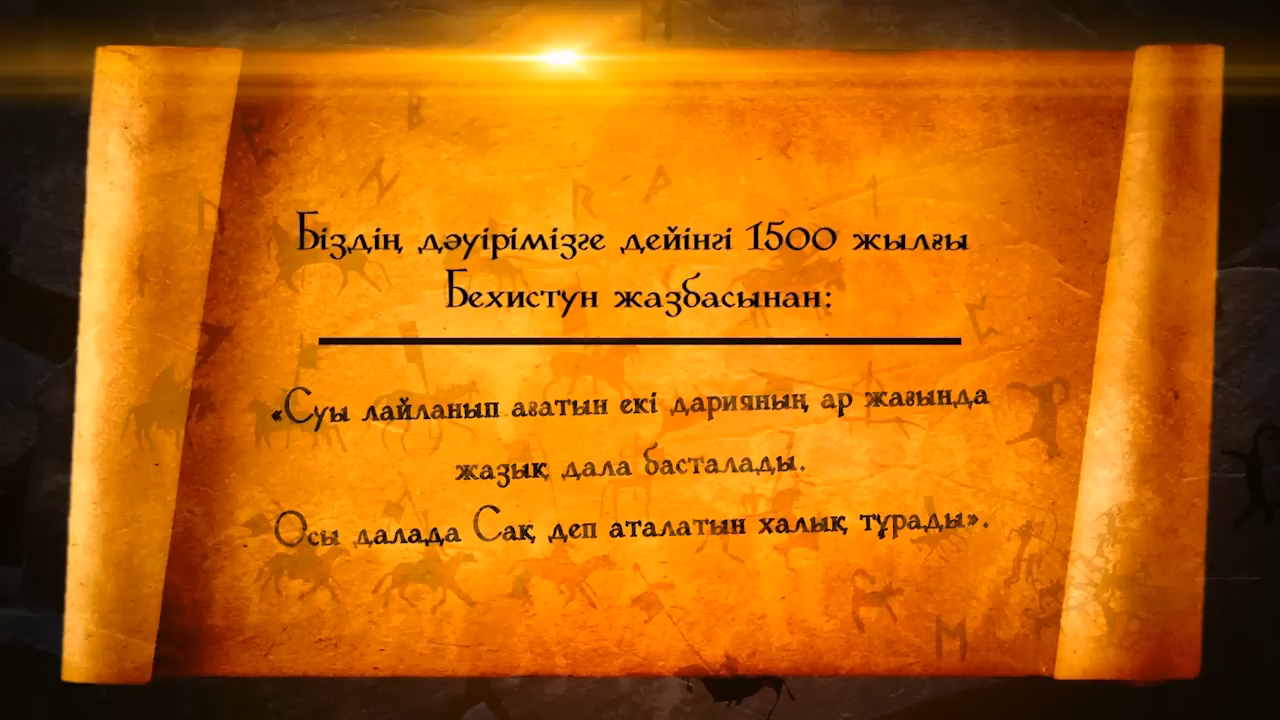 Біздің дәуірімізге дейінгі 1500 жылғы
Бехистун жазбасынан:
«Суы лайланып ағатын екі дарияның ар жағында
жазық дала басталады.
Осы далада Сақ деп аталатын халық тұрады».